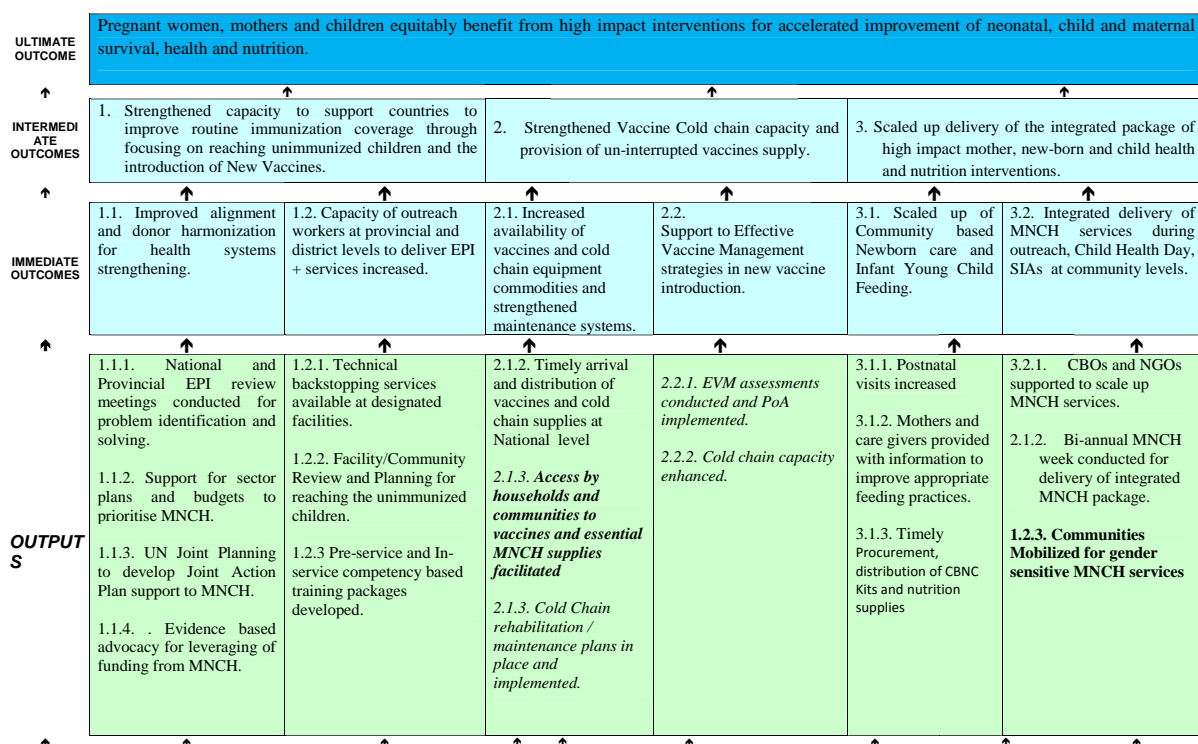 ULTIMATE
OUTCOME
Pregnant women, mothers and children equitably benefit from high impact interventions for accelerated improvement of neonatal, child and maternal
survival, health and nutrition.
INTERMEDI
ATE
OUTCOMES
1. Strengthened capacity to support countries to
improve routine immunization coverage through
focusing on reaching unimmunized children and the
introduction of New Vaccines.
2. Strengthened Vaccine Cold chain capacity and
provision of un-interrupted vaccines supply.
3. Scaled up delivery of the integrated package of
high impact mother, new-born and child health
and nutrition interventions.
IMMEDIATE
OUTCOMES
1.1. Improved alignment
and donor harmonization
for health systems
strengthening.
1.2. Capacity of outreach
workers at provincial and
district levels to deliver EPI
+ services increased.
2.1. Increased
availability of
vaccines and cold
chain equipment
commodities and
strengthened
maintenance systems.
2.2.
Support to Effective
Vaccine Management
strategies in new vaccine
introduction.
3.1. Scaled up of
Community based
Newborn care and
Infant Young Child
Feeding.
3.2. Integrated delivery of
MNCH services during
outreach, Child Health Day,
SIAs at community levels.
OUTPUT
S
1.1.1. National and
Provincial EPI review
meetings conducted for
problem identification and
solving.
1.1.2. Support for sector
plans and budgets to
prioritise MNCH.
1.1.3. UN Joint Planning
to develop Joint Action
Plan support to MNCH.
1.1.4. . Evidence based
advocacy for leveraging of
funding from MNCH.
1.2.1. Technical
backstopping services
available at designated
facilities.
1.2.2. Facility/Community
Review and Planning for
reaching the unimmunized
children.
1.2.3 Pre-service and In-
service competency based
training packages
developed.
2.1.2. Timely arrival
and distribution of
vaccines and cold
chain supplies at
National level
2.1.3. Access by
households and
communities to
vaccines and essential
MNCH supplies
facilitated
2.1.3. Cold Chain
rehabilitation /
maintenance plans in
place and
implemented.
2.2.1. EVM assessments
conducted and PoA
implemented.
2.2.2. Cold chain capacity
enhanced.
3.1.1. Postnatal
visits increased
3.1.2. Mothers and
care givers provided
with information to
improve appropriate
feeding practices.
3.1.3. Timely
Procurement,
distribution of CBNC
Kits and nutrition
supplies
3.2.1. CBOs and NGOs
supported to scale up
MNCH services.
2.1.2. Bi-annual MNCH
week conducted for
delivery of integrated
MNCH package.
1.2.3. Communities
Mobilized for gender
sensitive MNCH services